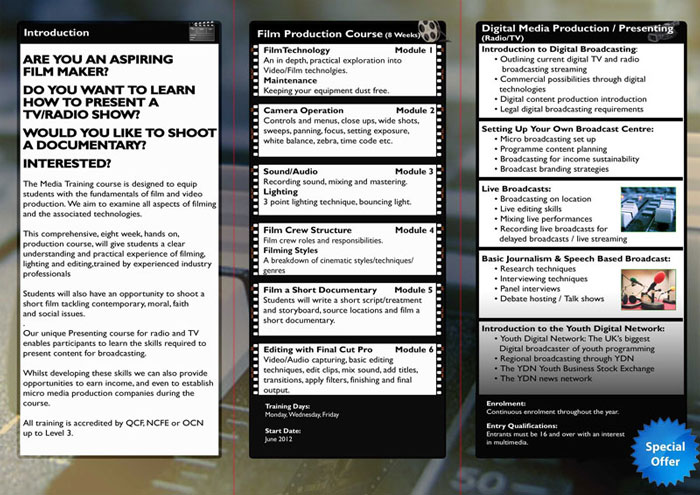 Introduction
ARE YOU AN ASPIRING
FILM MAKER?
DO YOU WANT TO LEARN
HOW TO PRESENT A
TV/RADIO SHOW?
WOULD YOU LIKE TO SHOOT
A DOCUMENTARY?
INTERESTED?
The Media Training course is designed to equip
students with the fundamentals of film and video
production. We aim to examine all aspects of filming
and the associated technologies.
This comprehensive, eight week, hands on,
production course, will give students a clear
understanding and practical experience of filming,
lighting and editing,trained by experienced industry
professionals
Students will also have an opportunity to shoot a
short film tackling contemporary, moral, faith
and social issues.
.
Our unique Presenting course for radio and TV
enables participants to learn the skills required to
present content for broadcasting.
Whilst developing these skills we can also provide
opportunities to earn income, and even to establish
micro media production companies during the
course.
All training is accredited by QCF, NCFE or OCN
up to Level 3.
Film Production Course (8 Weeks)
FilmTechnology Module 1
An in depth, practical exploration into
Video/Film technolgies.
Maintenance
Keeping your equipment dust free.
Camera Operation Module 2
Controls and menus, close ups, wide shots,
sweeps, panning, focus, setting exposure,
white balance, zebra, time code etc.
Sound/Audio Module 3
Recording sound, mixing and mastering.
Lighting
3 point lighting technique, bouncing light.
Film Crew Structure Module 4
Film crew roles and responsibilities.
Filming Styles
A breakdown of cinematic styles/techniques/
genres
Film a Short Documentary Module 5
Students will write a short script/treatment
and storyboard, source locations and film a
short documentary.
Editing with Final Cut Pro Module 6
Video/Audio capturing, basic editing
techniques, edit clips, mix sound, add titles,
transitions, apply filters, finishing and final
output.
Training Days:
Monday, Wednesday, Friday
Start Date:
June 2012
Digital Media Production / Presenting
(Radio/TV)
Introduction to Digital Broadcasting:
• Outlining current digital TV and radio
broadcasting streaming
• Commercial possibilities through digital
technologies
• Digital content production introduction
• Legal digital broadcasting requirements
Setting Up Your Own Broadcast Centre:
• Micro broadcasting set up
• Programme content planning
• Broadcasting for income sustainability
• Broadcast branding strategies
Live Broadcasts:
• Broadcasting on location
• Live editing skills
• Mixing live performances
• Recording live broadcasts for
delayed broadcasts / live streaming
Basic Journalism & Speech Based Broadcast:
• Research techniques
• Interviewing techniques
• Panel interviews
• Debate hosting / Talk shows
Introduction to the Youth Digital Network:
• Youth Digital Network: The UK's biggest
Digital broadcaster of youth programming
• Regional broadcasting through YDN
• The YDN Youth Business Stock Exchange
• The YDN news network
Enrolment:
Continuous enrolment throughout the year.
Entry Qualifications:
Entrants must be 16 and over with an interest
in multimedia.
Special
Offer